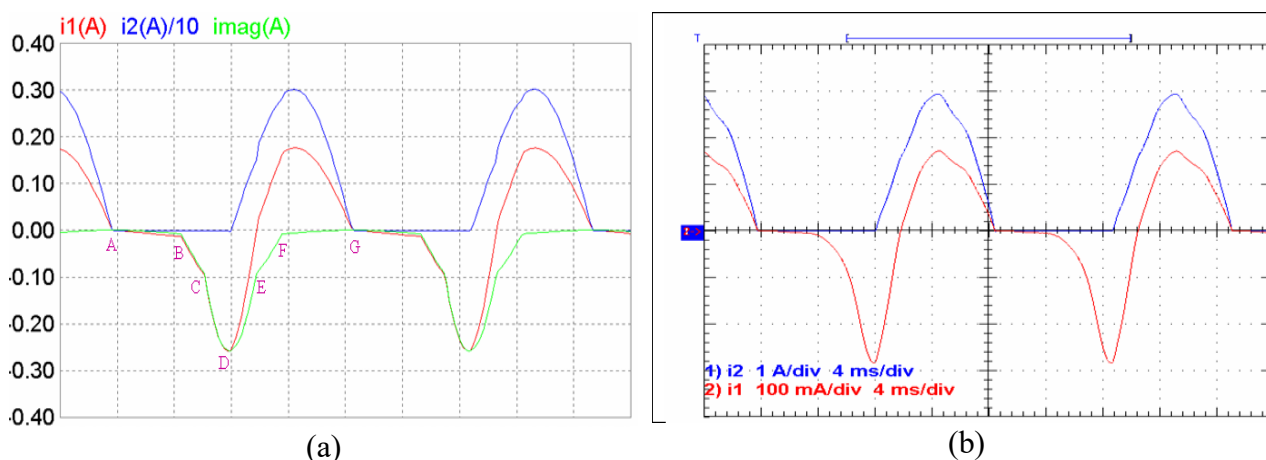 i1(A) i2(A)/10 imag(A)
0.40
0.30
0.20
0.10
0.00
-0.10
-0.20
-0.30
-0.40
A
B
C
D
E
F
G
(a)
T
1) i2 1 A/div 4 ms/div
2) i1 100 mA/div 4 ms/div
(b)